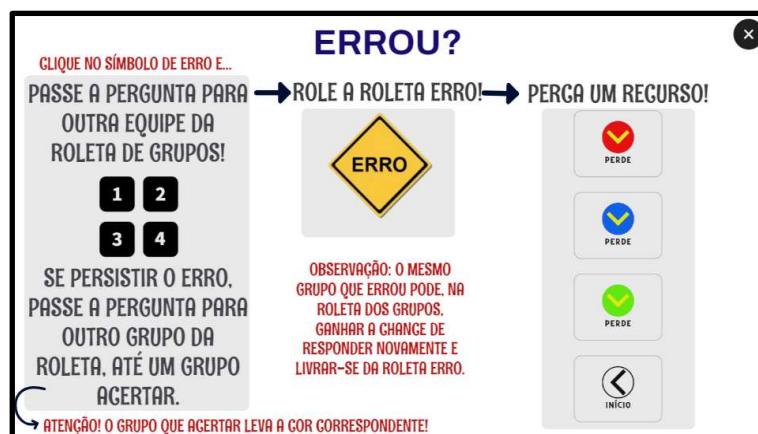 ERROU?
CLIQUE NO SÍMBOLO DE ERRO E...
PASSE A PERGUNTA PARA
OUTRA EQUIPE DA
ROLETA DE GRUPOS!
1 2
3 4
SE PERSISTIR O ERRO,
PASSE A PERGUNTA PARA
OUTRO GRUPO DA
ROLETA, ATÉ UM GRUPO
ACERTAR.
ATENÇÃO! O GRUPO QUE ACERTAR LEVA A COR CORRESPONDENTE!
ROLE A ROLETA ERRO!
ERRO
OBSERVAÇÃO: O MESMO
GRUPO QUE ERROU PODE, NA
ROLETA DOS GRUPOS,
GANHAR A CHANCE DE
RESPONDER NOVAMENTE E
LIVRAR-SE DA ROLETA ERRO.
PERCA UM RECURSO!
PERDE
PERDE
PERDE
INÍCIO